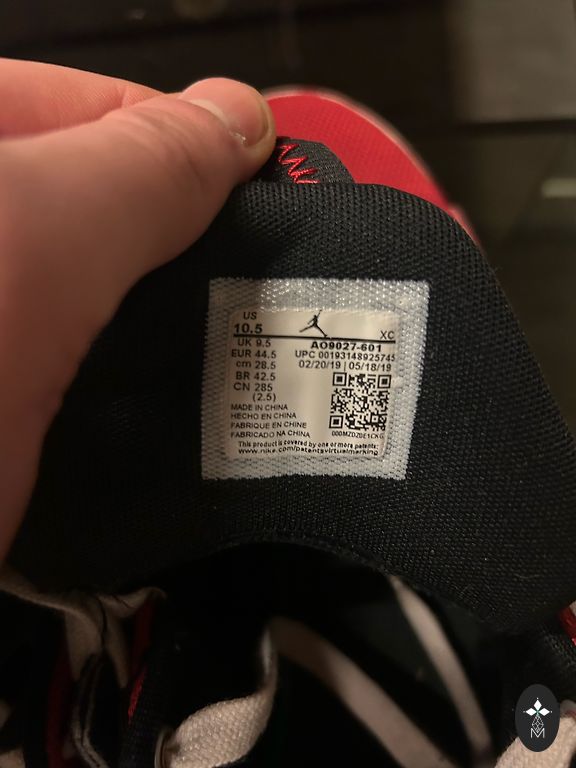 US
10.5
XC
UK 9.5
AO9027-601
EUR 44.5
UPC 00193148925745
cm 28.5
02/20/19 | 05/18/19
BR 42.5
CN 285
(2.5)
MADE IN CHINA
HECHO EN CHINA
FABRIQUE EN CHINE
FABRICADO NA CHINA
000MZDZ0E1CKG
This product is covered by one or more patents:
www.nike.com/patentsvirtualmarking
M